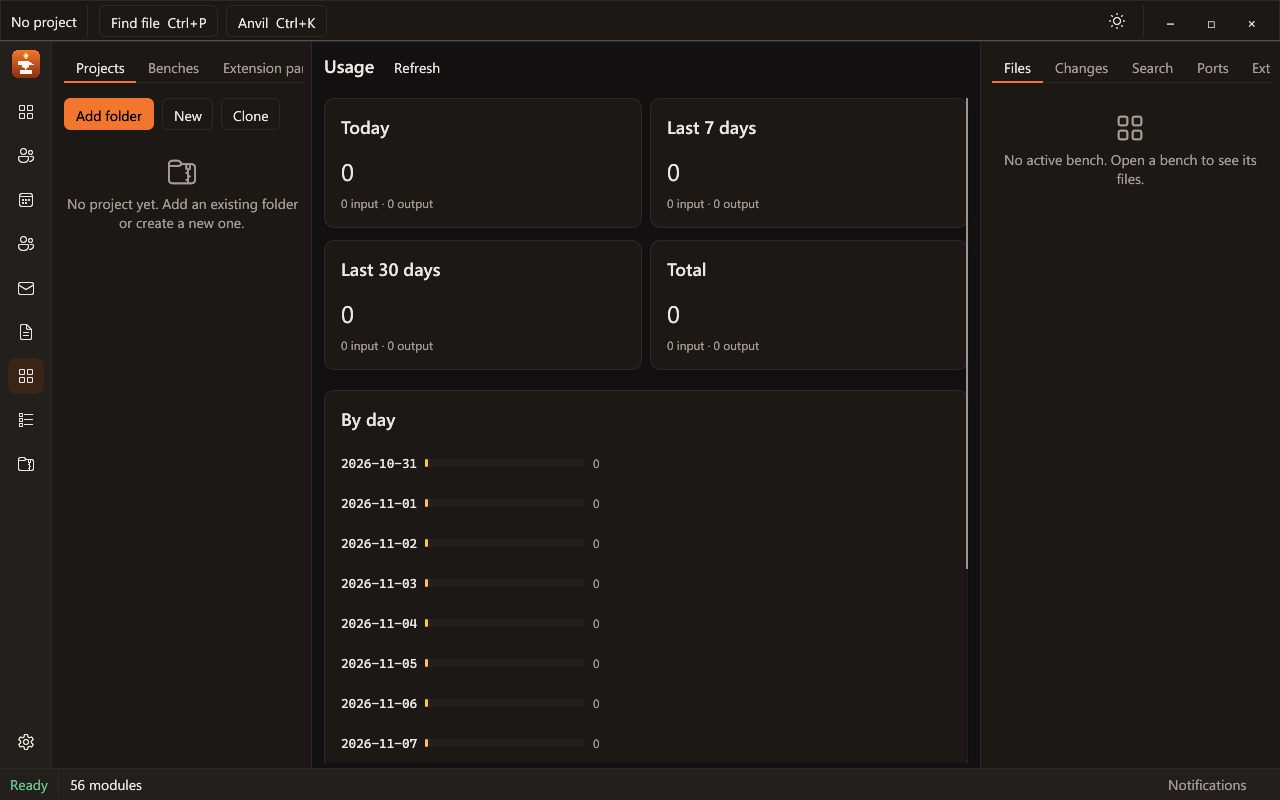 No project
Find file Ctrl+P
Anvil Ctrl+K
Projects
Benches
Extension par
Add folder
New
Clone
No project yet. Add an existing folder
or create a new one.
Usage
Refresh
Today
0
0 input · 0 output
Last 7 days
0
0 input · 0 output
Last 30 days
0
0 input · 0 output
Total
0
0 input · 0 output
By day
2026-10-31 0
2026-11-01 0
2026-11-02 0
2026-11-03 0
2026-11-04 0
2026-11-05 0
2026-11-06 0
2026-11-07 0
Files
Changes
Search
Ports
Ext
No active bench. Open a bench to see its
files.
Ready
56 modules
Notifications